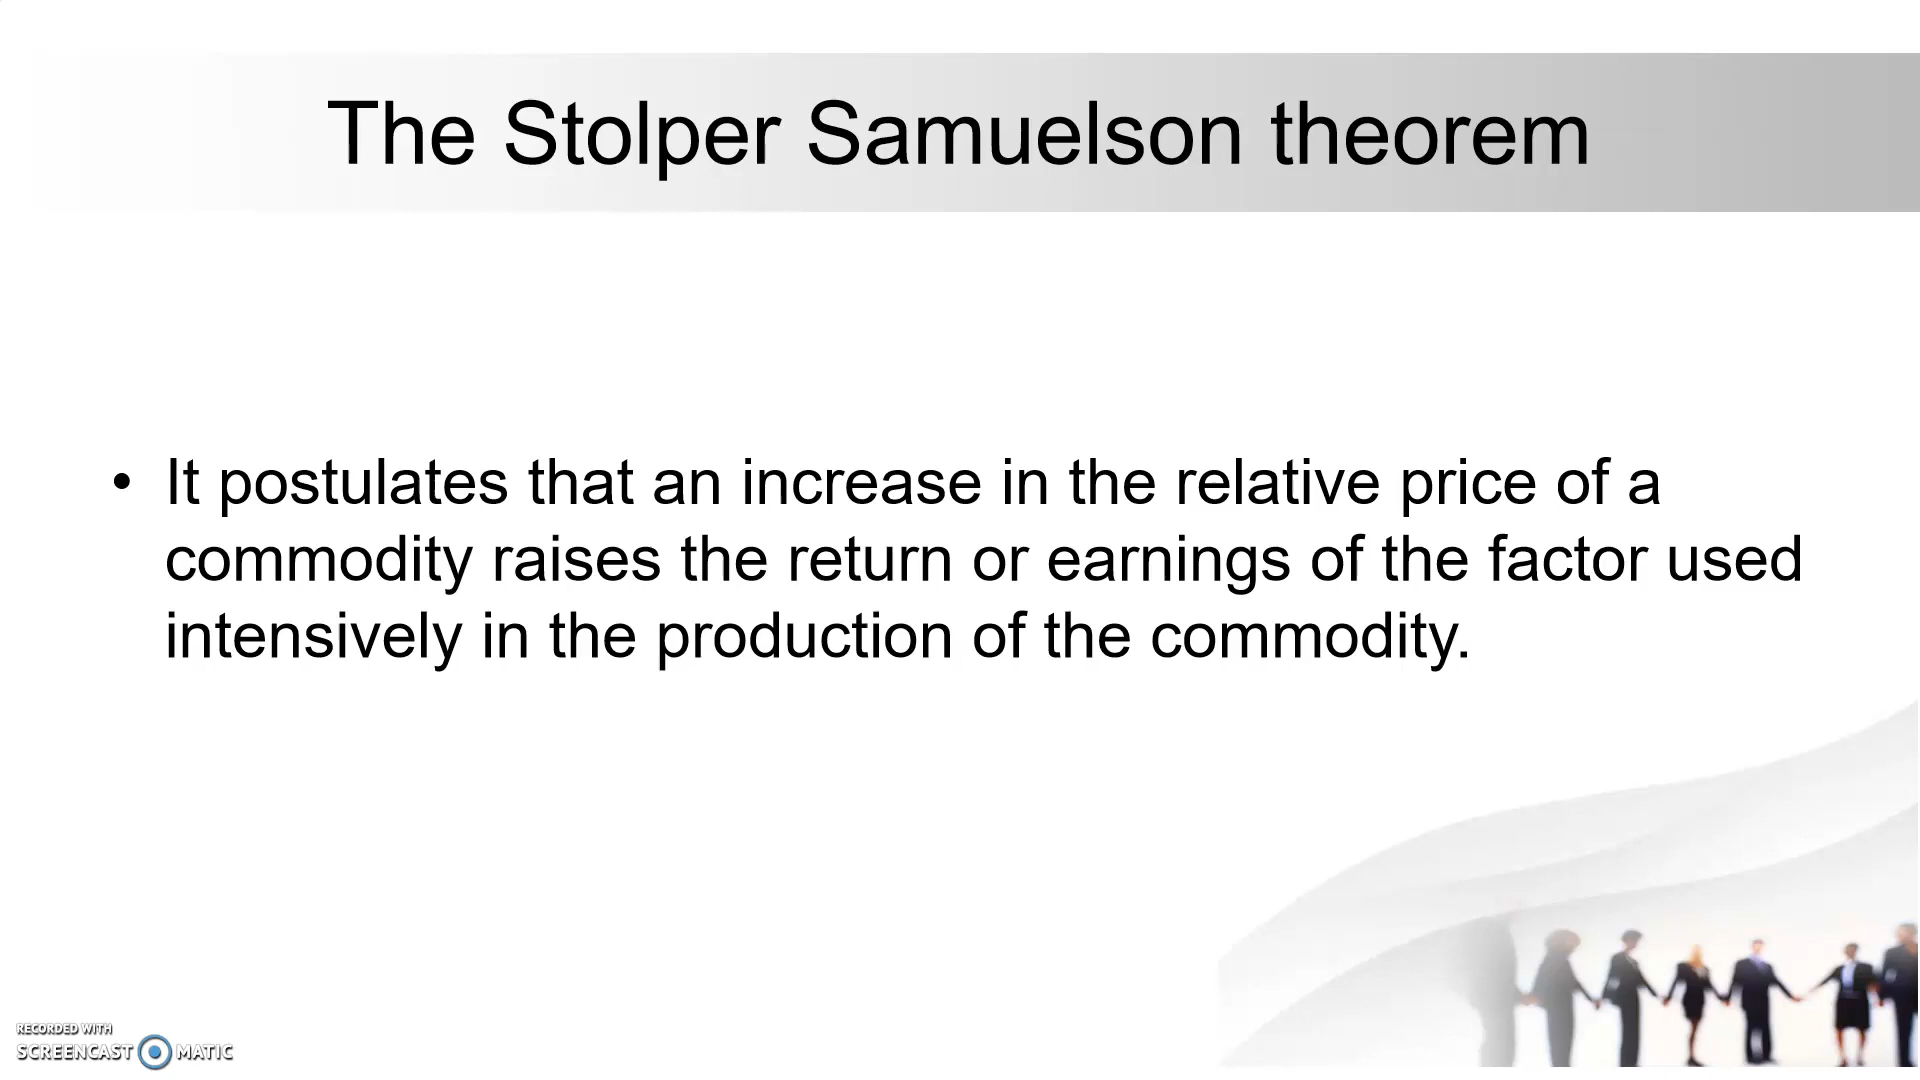 The Stolper Samuelson theorem
• It postulates that an increase in the relative price of a
commodity raises the return or earnings of the factor used
intensively in the production of the commodity.
RECORDED WITH
SCREENCAST MATIC